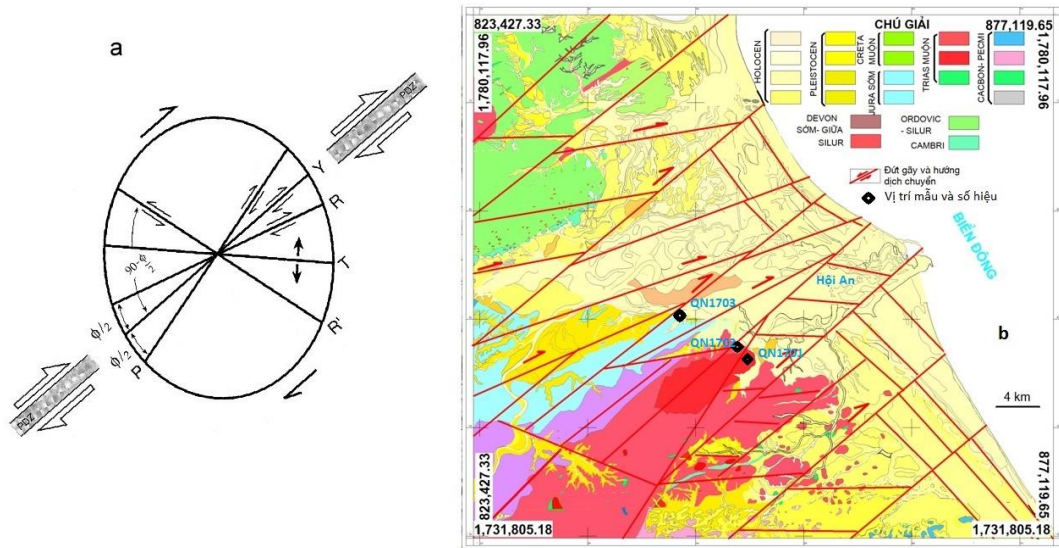 a
PDZ
Y
R
T
R'
P
90-ϕ/2
ϕ/2
ϕ/2
PDZ
823,427.33
877,119.65
1,780,117.96
1,780,117.96
CHÚ GIẢI
HOLOCEN
PLEISTOCEN
CRETA MUỘN
JURA SỚM
TRIAS MUỘN
CACBON- PECMI
DEVON SỚM- GIỮA
SILUR
ORDOVIC - SILUR
CAMBRI
Đứt gãy và hướng
dịch chuyển
Vị trí mẫu và số hiệu
BIỂN ĐÔNG
Hội An
QN1703
QN1702
QN1701
b
4 km
823,427.33
877,119.65
1,731,805.18
1,731,805.18